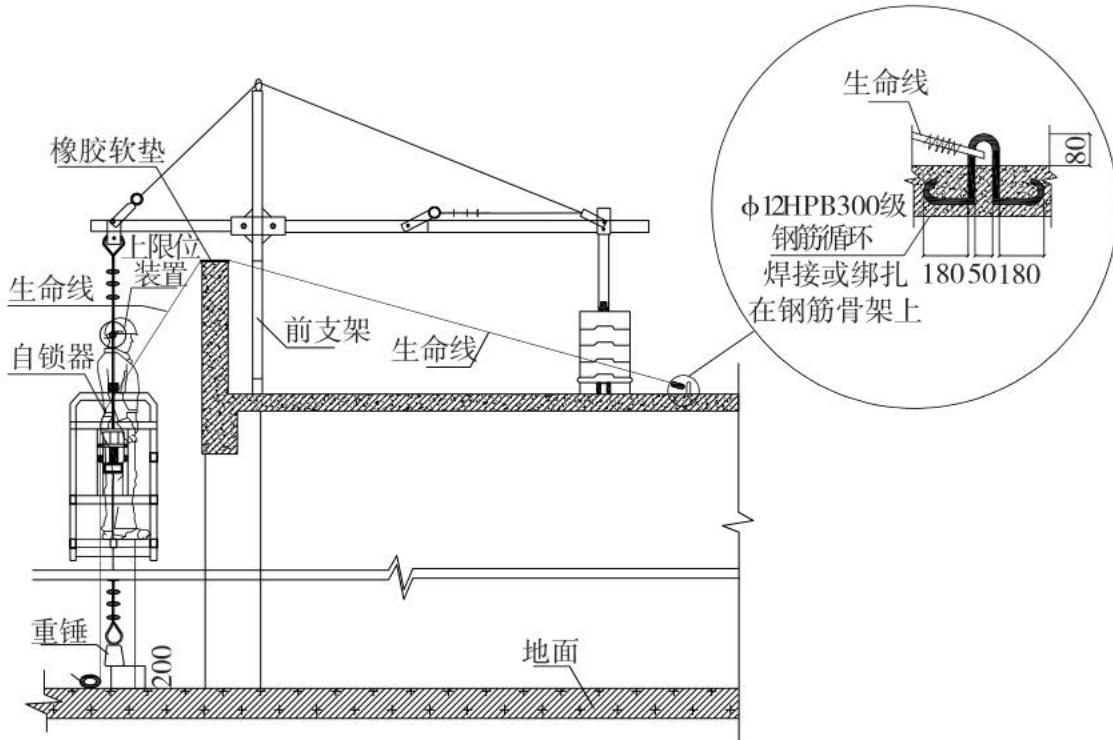 生命线
80
橡胶软垫
φ12HPB300级
钢筋循环
焊接或绑扎
在钢筋骨架上
180 50 180
上限位
装置
生命线
前支架
生命线
自锁器
重锤
200
地面